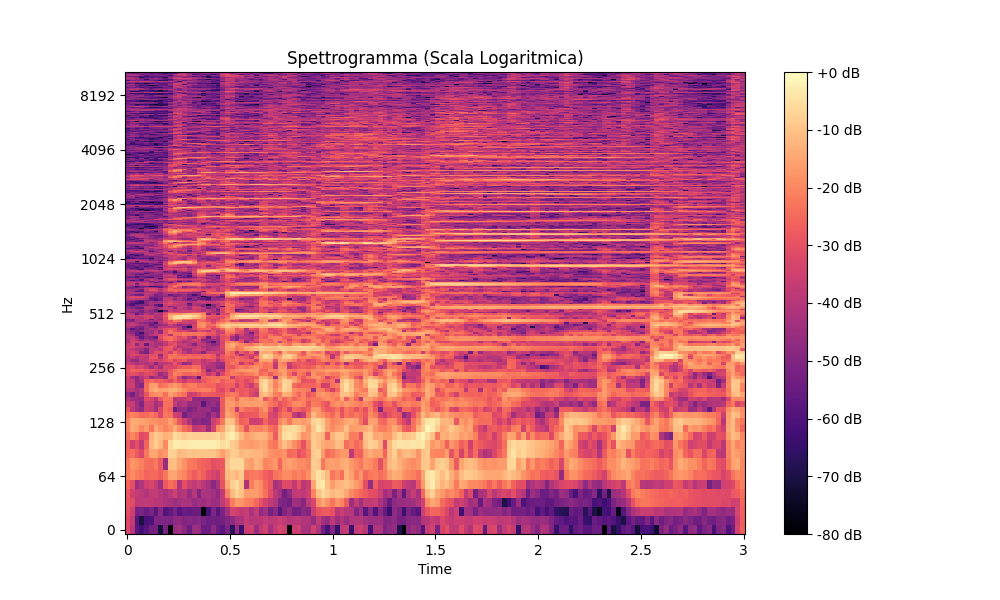 Spettrogramma (Scala Logaritmica)
8192
4096
2048
1024
512
256
128
64
0
Hz
0
0.5
1
1.5
2
2.5
3
Time
+0 dB
-10 dB
-20 dB
-30 dB
-40 dB
-50 dB
-60 dB
-70 dB
-80 dB